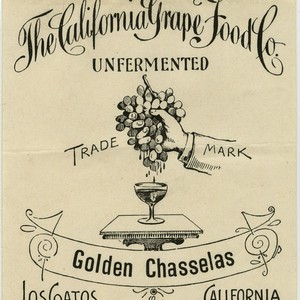 The California Grape Food Co.
UNFERMENTED
TRADE MARK
Golden Chasselas
LOS GATOS CALIFORNIA